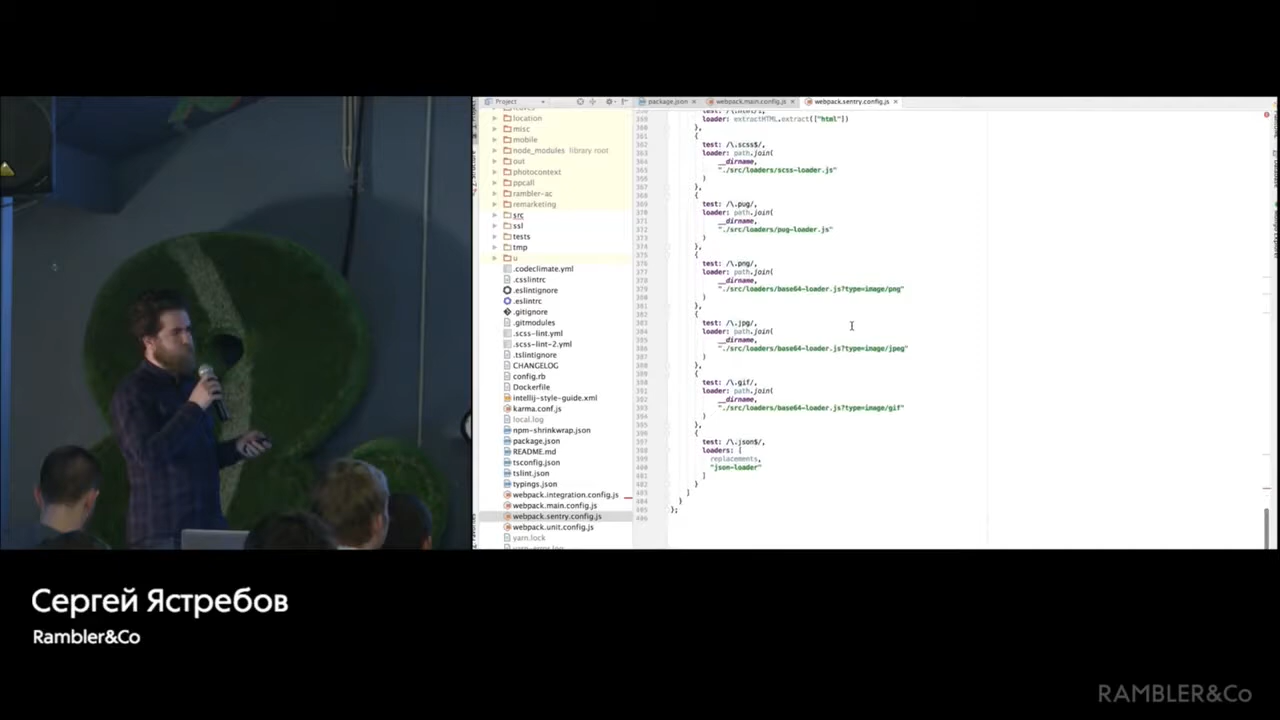 Project
package.json
webpack.main.config.js
webpack.sentry.config.js
location
misc
mobile
node_modules library root
out
photocontext
ppcall
rambler-ac
remarketing
src
ssl
tests
tmp
u
.codeclimate.yml
.csslintrc
.eslintignore
.eslintrc
.gitignore
.gitmodules
.scss-lint.yml
.scss-lint-2.yml
.tslintignore
CHANGELOG
config.rb
Dockerfile
intellij-style-guide.xml
karma.conf.js
local.log
npm-shrinkwrap.json
package.json
README.md
tsconfig.json
tslint.json
typings.json
webpack.integration.config.js
webpack.main.config.js
webpack.sentry.config.js
webpack.unit.config.js
yarn.lock
loader: extractHTML.extract(["html"])
},
{
test: /\.scss$/,
loader: path.join(
__dirname,
"./src/loaders/scss-loader.js"
)
},
{
test: /\.pug/,
loader: path.join(
__dirname,
"./src/loaders/pug-loader.js"
)
},
{
test: /\.png/,
loader: path.join(
__dirname,
"./src/loaders/base64-loader.js?type=image/png"
)
},
{
test: /\.jpg/,
loader: path.join(
__dirname,
"./src/loaders/base64-loader.js?type=image/jpeg"
)
},
{
test: /\.gif/,
loader: path.join(
__dirname,
"./src/loaders/base64-loader.js?type=image/gif"
)
},
{
test: /\.json$/,
loaders: [
replacements,
"json-loader"
]
}
]
}
};
Сергей Ястребов
Rambler&Co
RAMBLER&Co